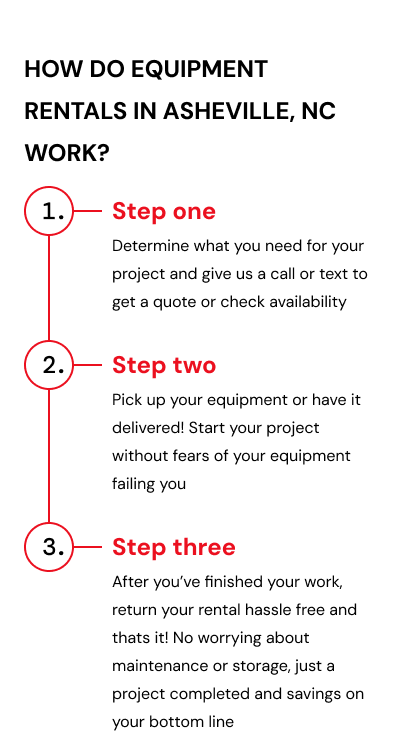 HOW DO EQUIPMENT
RENTALS IN ASHEVILLE, NC
WORK?
1. Step one
Determine what you need for your
project and give us a call or text to
get a quote or check availability
2. Step two
Pick up your equipment or have it
delivered! Start your project
without fears of your equipment
failing you
3. Step three
After you’ve finished your work,
return your rental hassle free and
thats it! No worrying about
maintenance or storage, just a
project completed and savings on
your bottom line